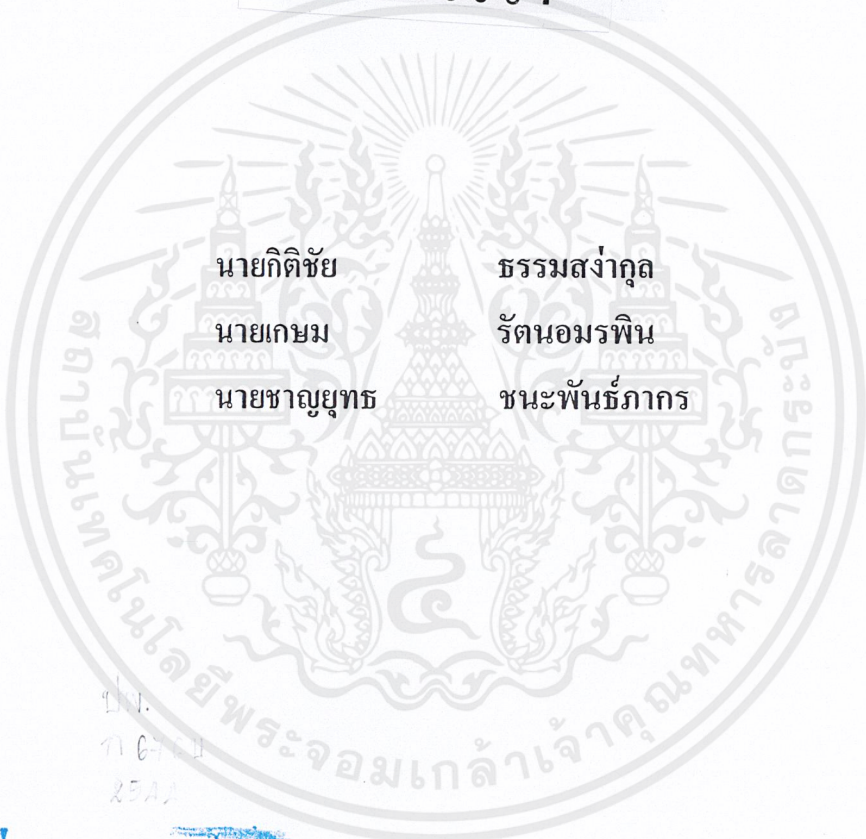 นายกิติชัย ธรรมสง่ากุล
นายเกษม รัตนอมรพิน
นายชาญยุทธ ชนะพันธ์ภากร
สถาบันเทคโนโลยีพระจอมเกล้าเจ้าคุณทหารลาดกระบัง
๔
ปพ.